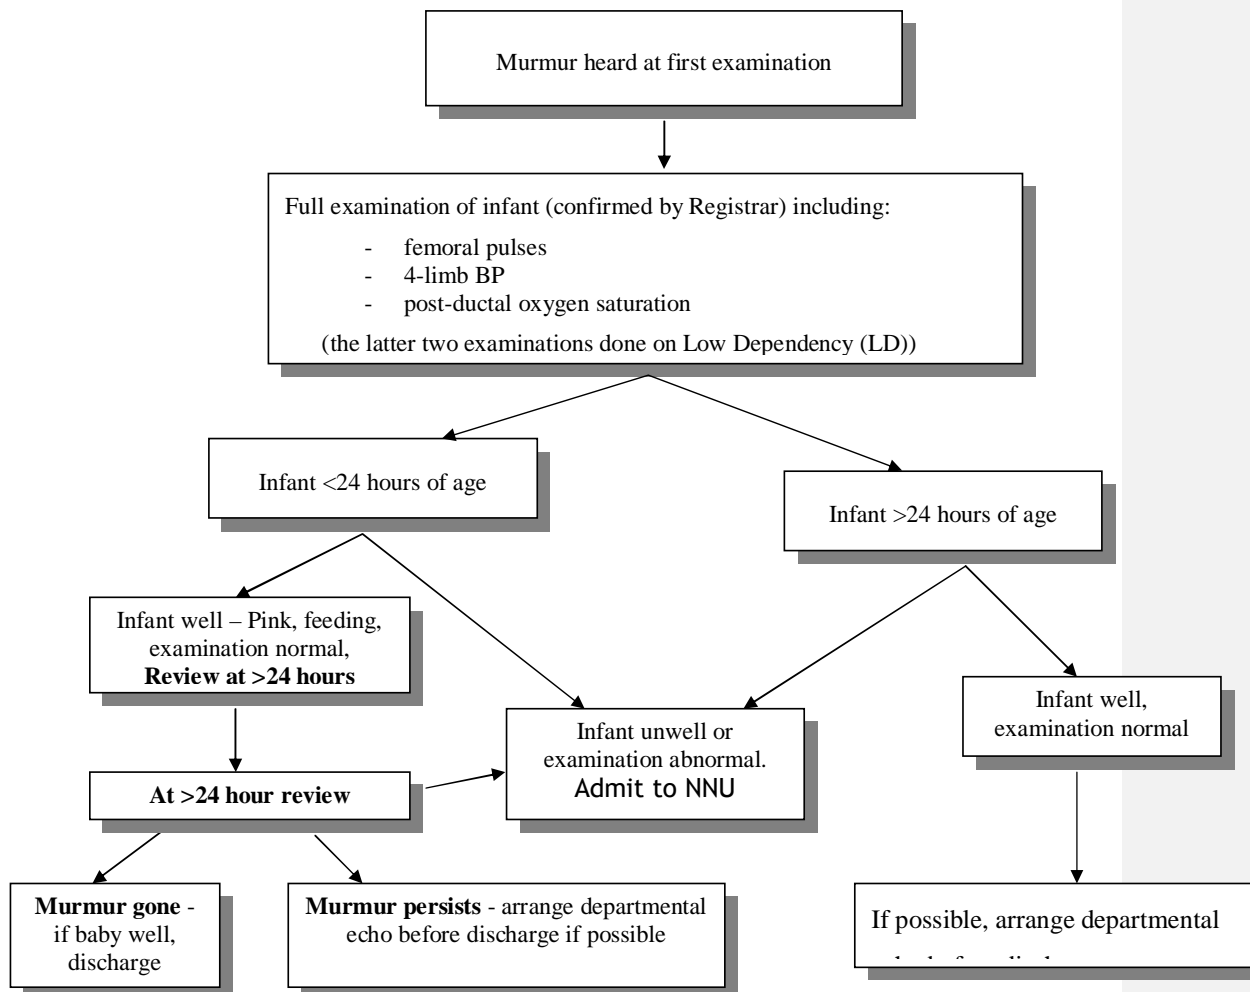 Murmur heard at first examination
Full examination of infant (confirmed by Registrar) including:
- femoral pulses
- 4-limb BP
- post-ductal oxygen saturation
(the latter two examinations done on Low Dependency (LD))
Infant <24 hours of age
Infant >24 hours of age
Infant well – Pink, feeding,
examination normal,
Review at >24 hours
Infant well,
examination normal
Infant unwell or
examination abnormal.
Admit to NNU
At >24 hour review
Murmur gone -
if baby well,
discharge
Murmur persists - arrange departmental
echo before discharge if possible
If possible, arrange departmental